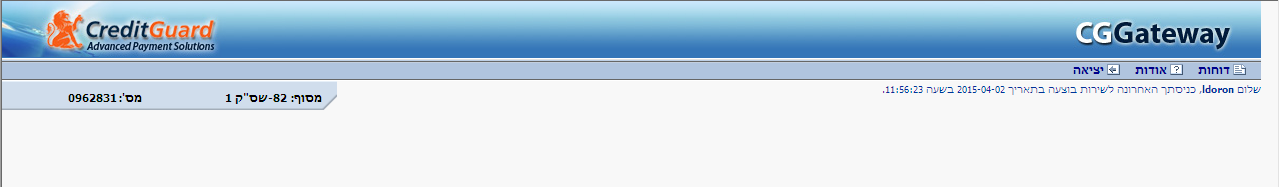 CreditGuard
Advanced Payment Solutions
CGGateway
דוחות אודות יציאה
שלום ldoron, כניסתך האחרונה לשירות בוצעה בתאריך 2015-04-02 בשעה 11:56:23.
מסוף: 82-שס"ק 1 מס': 0962831